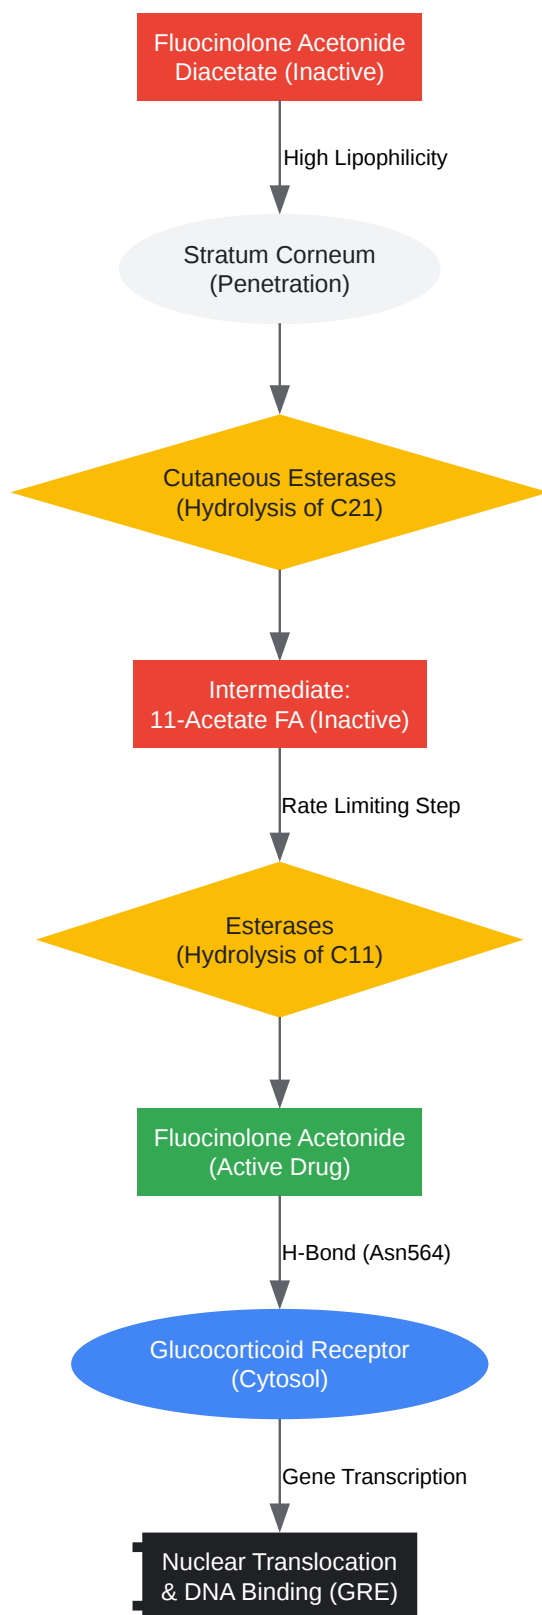 Fluocinolone Acetonide
Diacetate (Inactive)
High Lipophilicity
Stratum Corneum
(Penetration)
Cutaneous Esterases
(Hydrolysis of C21)
Intermediate:
11-Acetate FA (Inactive)
Rate Limiting Step
Esterases
(Hydrolysis of C11)
Fluocinolone Acetonide
(Active Drug)
H-Bond (Asn564)
Glucocorticoid Receptor
(Cytosol)
Gene Transcription
Nuclear Translocation
& DNA Binding (GRE)